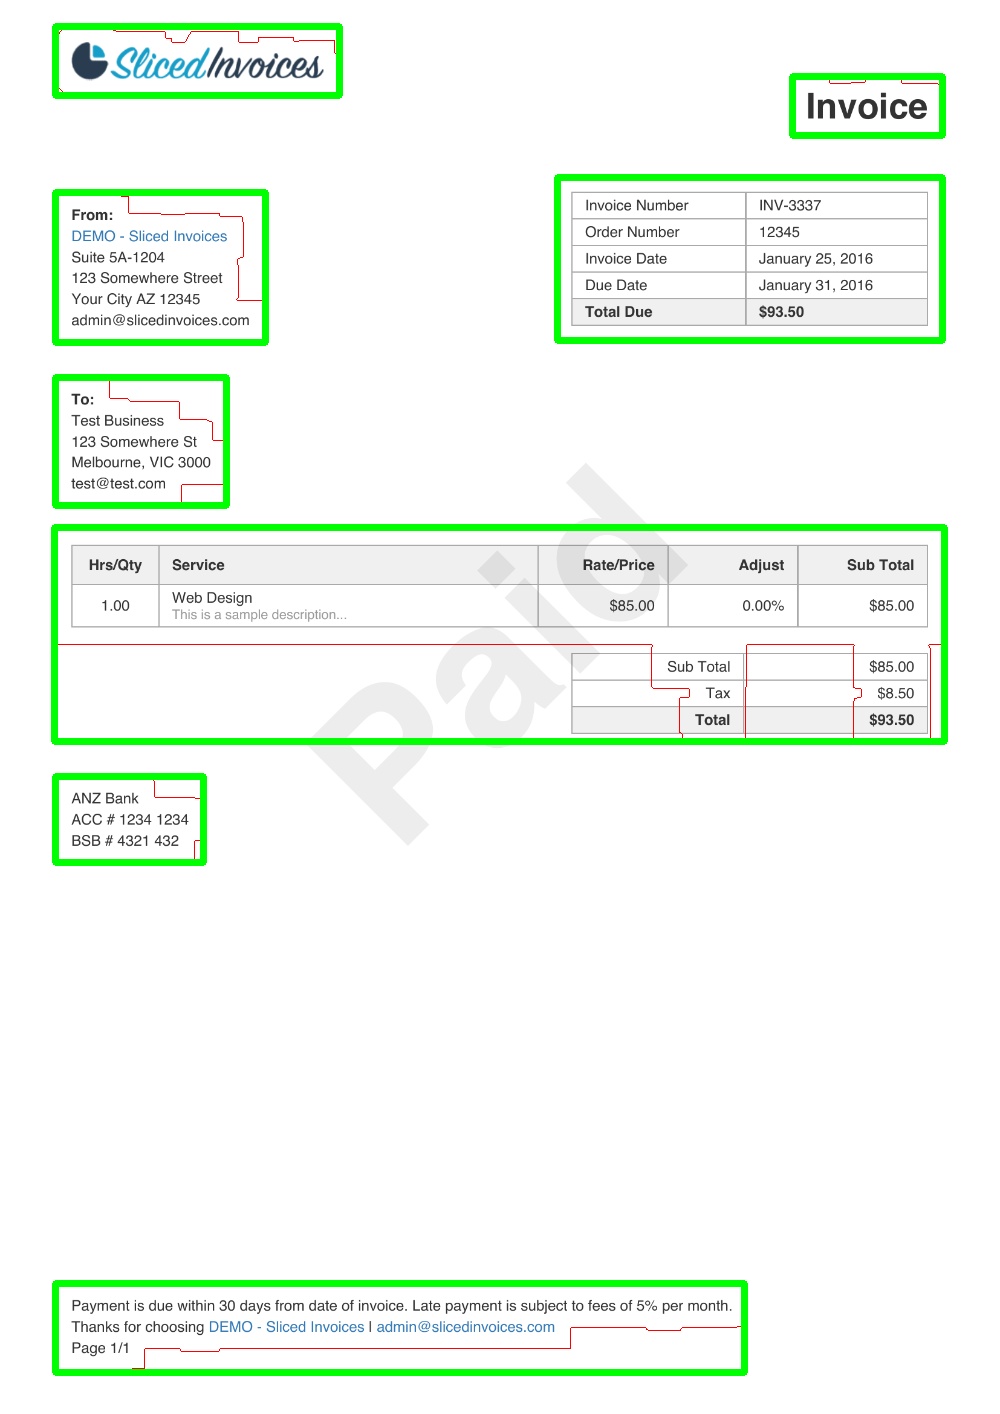 SlicedInvoices
Invoice
From:
DEMO - Sliced Invoices
Suite 5A-1204
123 Somewhere Street
Your City AZ 12345
admin@slicedinvoices.com
Invoice Number INV-3337
Order Number 12345
Invoice Date January 25, 2016
Due Date January 31, 2016
Total Due $93.50
To:
Test Business
123 Somewhere St
Melbourne, VIC 3000
test@test.com
Paid
Hrs/Qty Service Rate/Price Adjust Sub Total
1.00 Web Design $85.00 0.00% $85.00
This is a sample description...
Sub Total $85.00
Tax $8.50
Total $93.50
ANZ Bank
ACC # 1234 1234
BSB # 4321 432
Payment is due within 30 days from date of invoice. Late payment is subject to fees of 5% per month.
Thanks for choosing DEMO - Sliced Invoices | admin@slicedinvoices.com
Page 1/1